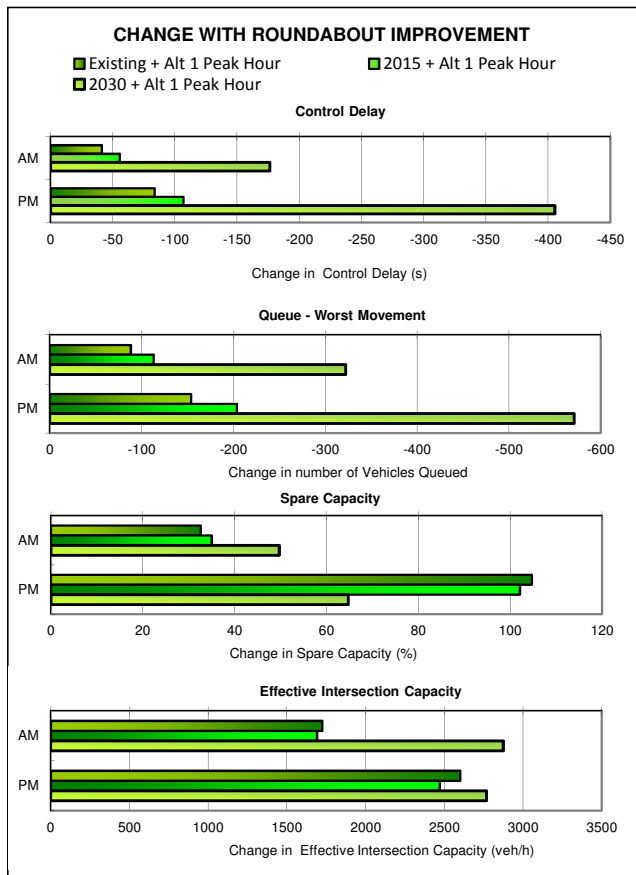 CHANGE WITH ROUNDABOUT IMPROVEMENT
Existing + Alt 1 Peak Hour 2015 + Alt 1 Peak Hour
2030 + Alt 1 Peak Hour
Control Delay
AM
PM
0 -50 -100 -150 -200 -250 -300 -350 -400 -450
Change in Control Delay (s)
Queue - Worst Movement
AM
PM
0 -100 -200 -300 -400 -500 -600
Change in number of Vehicles Queued
Spare Capacity
AM
PM
0 20 40 60 80 100 120
Change in Spare Capacity (%)
Effective Intersection Capacity
AM
PM
0 500 1000 1500 2000 2500 3000 3500
Change in Effective Intersection Capacity (veh/h)